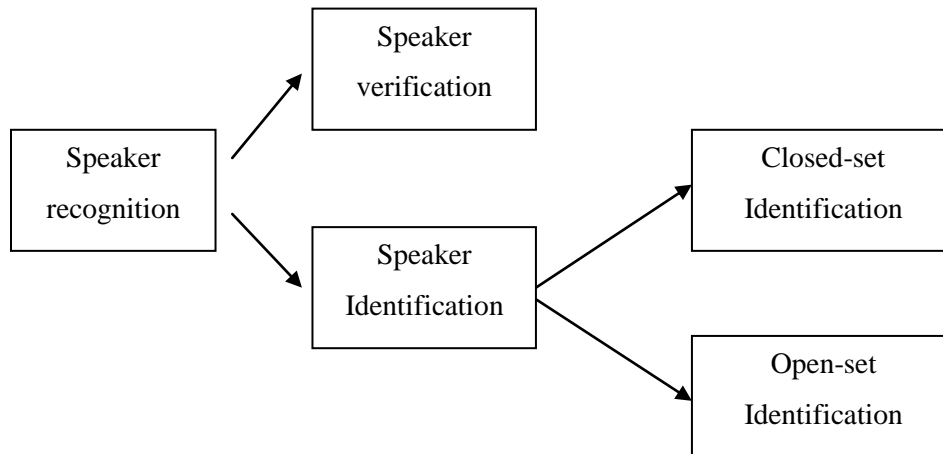 Speaker
verification
Speaker
recognition
Speaker
Identification
Closed-set
Identification
Open-set
Identification